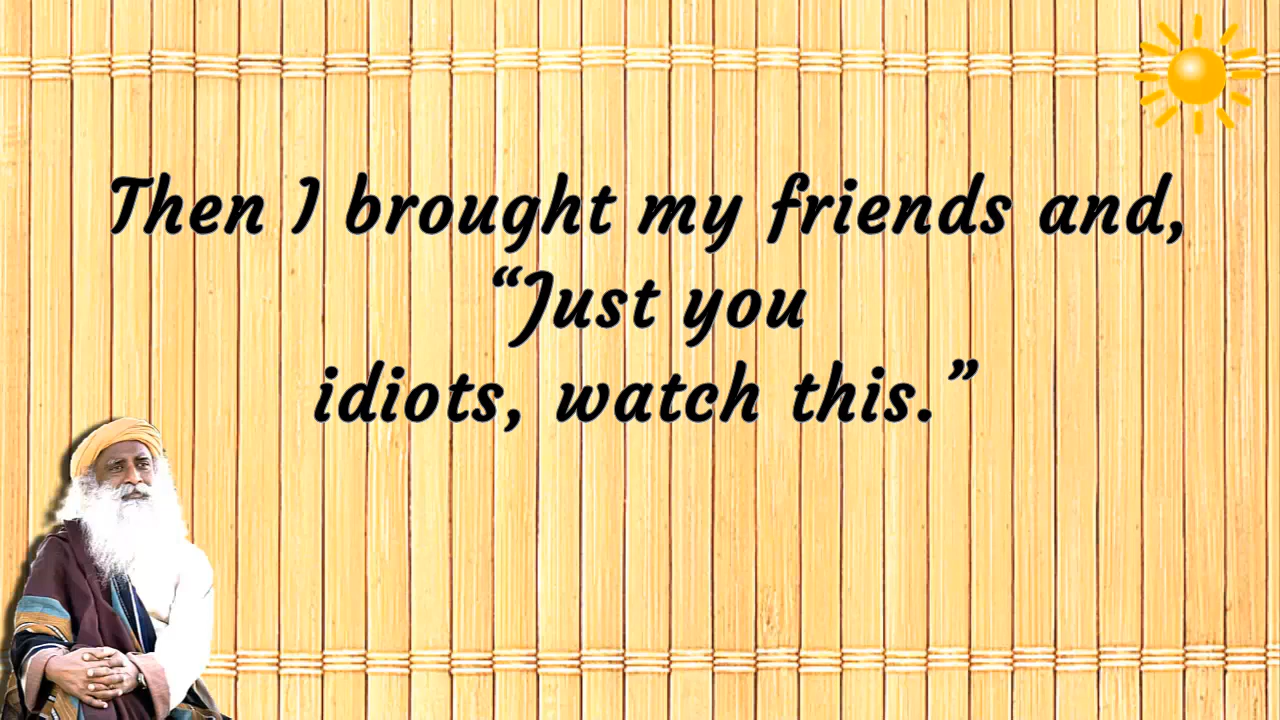 Then I brought my friends and,
“Just you
idiots, watch this.”